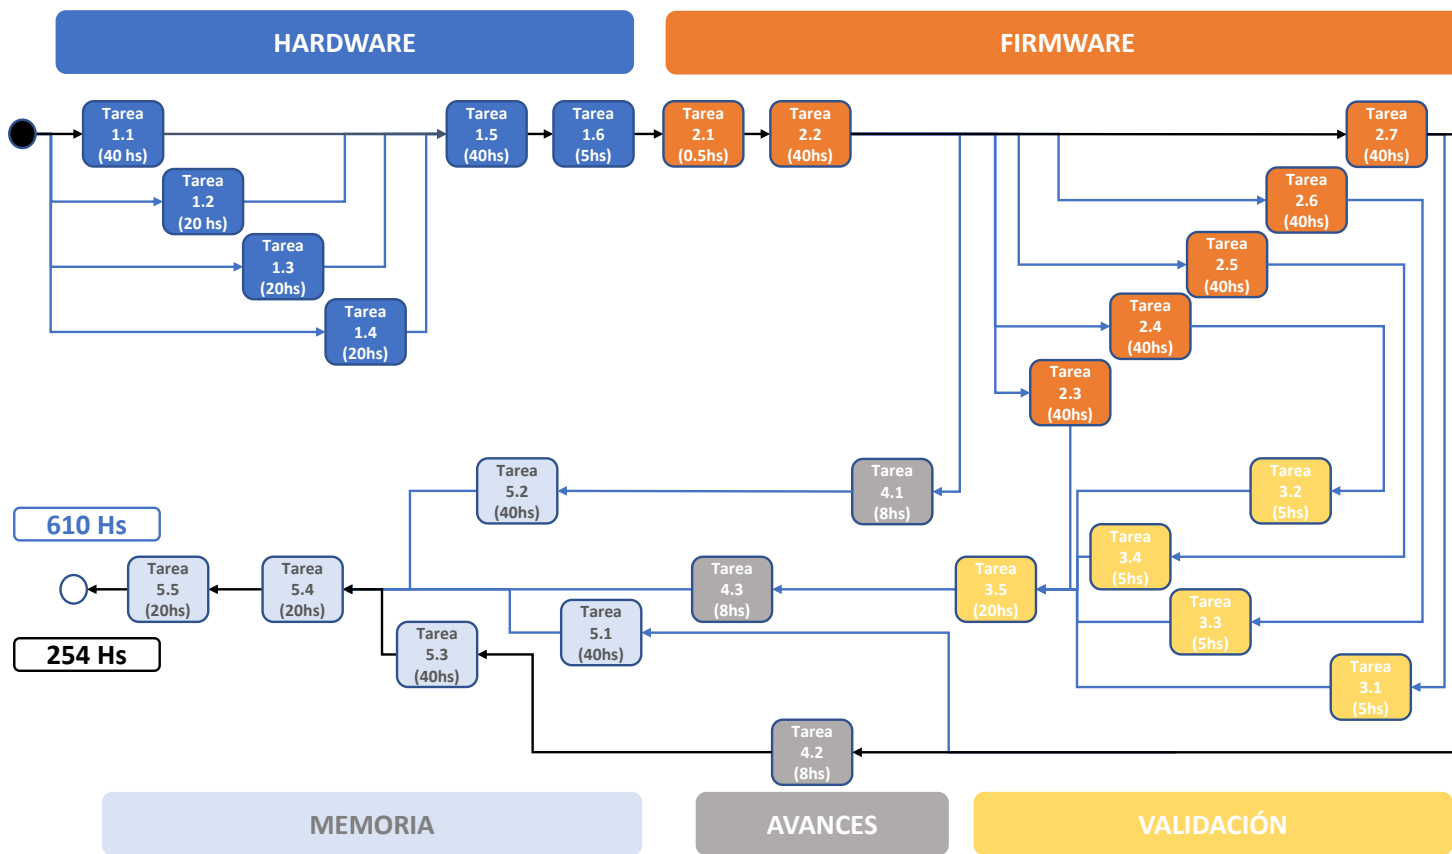 HARDWARE
FIRMWARE
Tarea
1.1
(40 hs)
Tarea
1.5
(40hs)
Tarea
1.6
(5hs)
Tarea
2.1
(0.5hs)
Tarea
2.2
(40hs)
Tarea
2.7
(40hs)
Tarea
1.2
(20 hs)
Tarea
2.6
(40hs)
Tarea
1.3
(20hs)
Tarea
2.5
(40hs)
Tarea
1.4
(20hs)
Tarea
2.4
(40hs)
Tarea
2.3
(40hs)
Tarea
5.2
(40hs)
Tarea
4.1
(8hs)
Tarea
3.2
(5hs)
610 Hs
Tarea
3.4
(5hs)
Tarea
5.5
(20hs)
Tarea
5.4
(20hs)
Tarea
4.3
(8hs)
Tarea
3.5
(20hs)
Tarea
3.3
(5hs)
Tarea
5.1
(40hs)
254 Hs
Tarea
5.3
(40hs)
Tarea
3.1
(5hs)
Tarea
4.2
(8hs)
MEMORIA
AVANCES
VALIDACIÓN